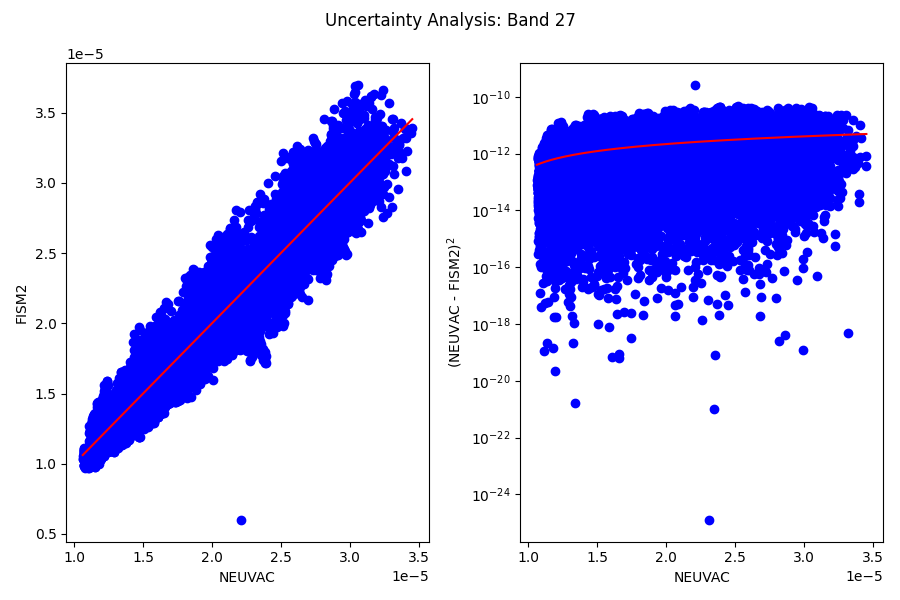 Uncertainty Analysis: Band 27
1e−5
3.5
3.0
2.5
2.0
1.5
1.0
0.5
FISM2
1.0 1.5 2.0 2.5 3.0 3.5
1e−5
NEUVAC
10⁻¹⁰
10⁻¹²
10⁻¹⁴
10⁻¹⁶
10⁻¹⁸
10⁻²⁰
10⁻²²
10⁻²⁴
(NEUVAC - FISM2)²
1.0 1.5 2.0 2.5 3.0 3.5
1e−5
NEUVAC